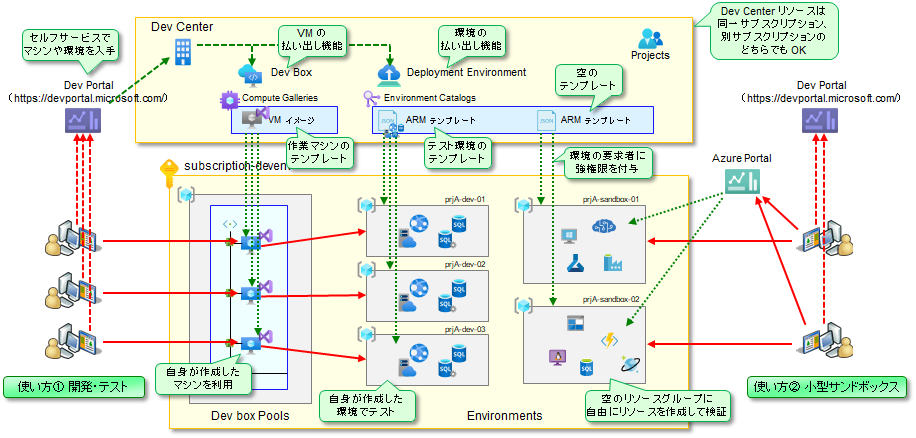 Dev Center
Dev Center リソースは
同一サブスクリプション、
別サブスクリプションの
どちらでも OK
セルフサービスで
マシンや環境を入手
VMの
払い出し機能
環境の
払い出し機能
Projects
Dev Box
Deployment Environment
空の
テンプレート
Dev Portal
(https://devportal.microsoft.com/)
Compute Galleries
Environment Catalogs
Dev Portal
(https://devportal.microsoft.com/)
VM イメージ
JSON
ARM テンプレート
JSON
ARM テンプレート
作業マシンの
テンプレート
テスト環境の
テンプレート
環境の要求者に
強権限を付与
Azure Portal
subscription-devenv
prjA-dev-01
SQL
SQL
prjA-sandbox-01
prjA-dev-02
SQL
SQL
prjA-sandbox-02
prjA-dev-03
SQL
SQL
SQL
使い方① 開発・テスト
自身が作成した
マシンを利用
自身が作成した
環境でテスト
空のリソースグループに
自由にリソースを作成して検証
使い方② 小型サンドボックス
Dev box Pools
Environments